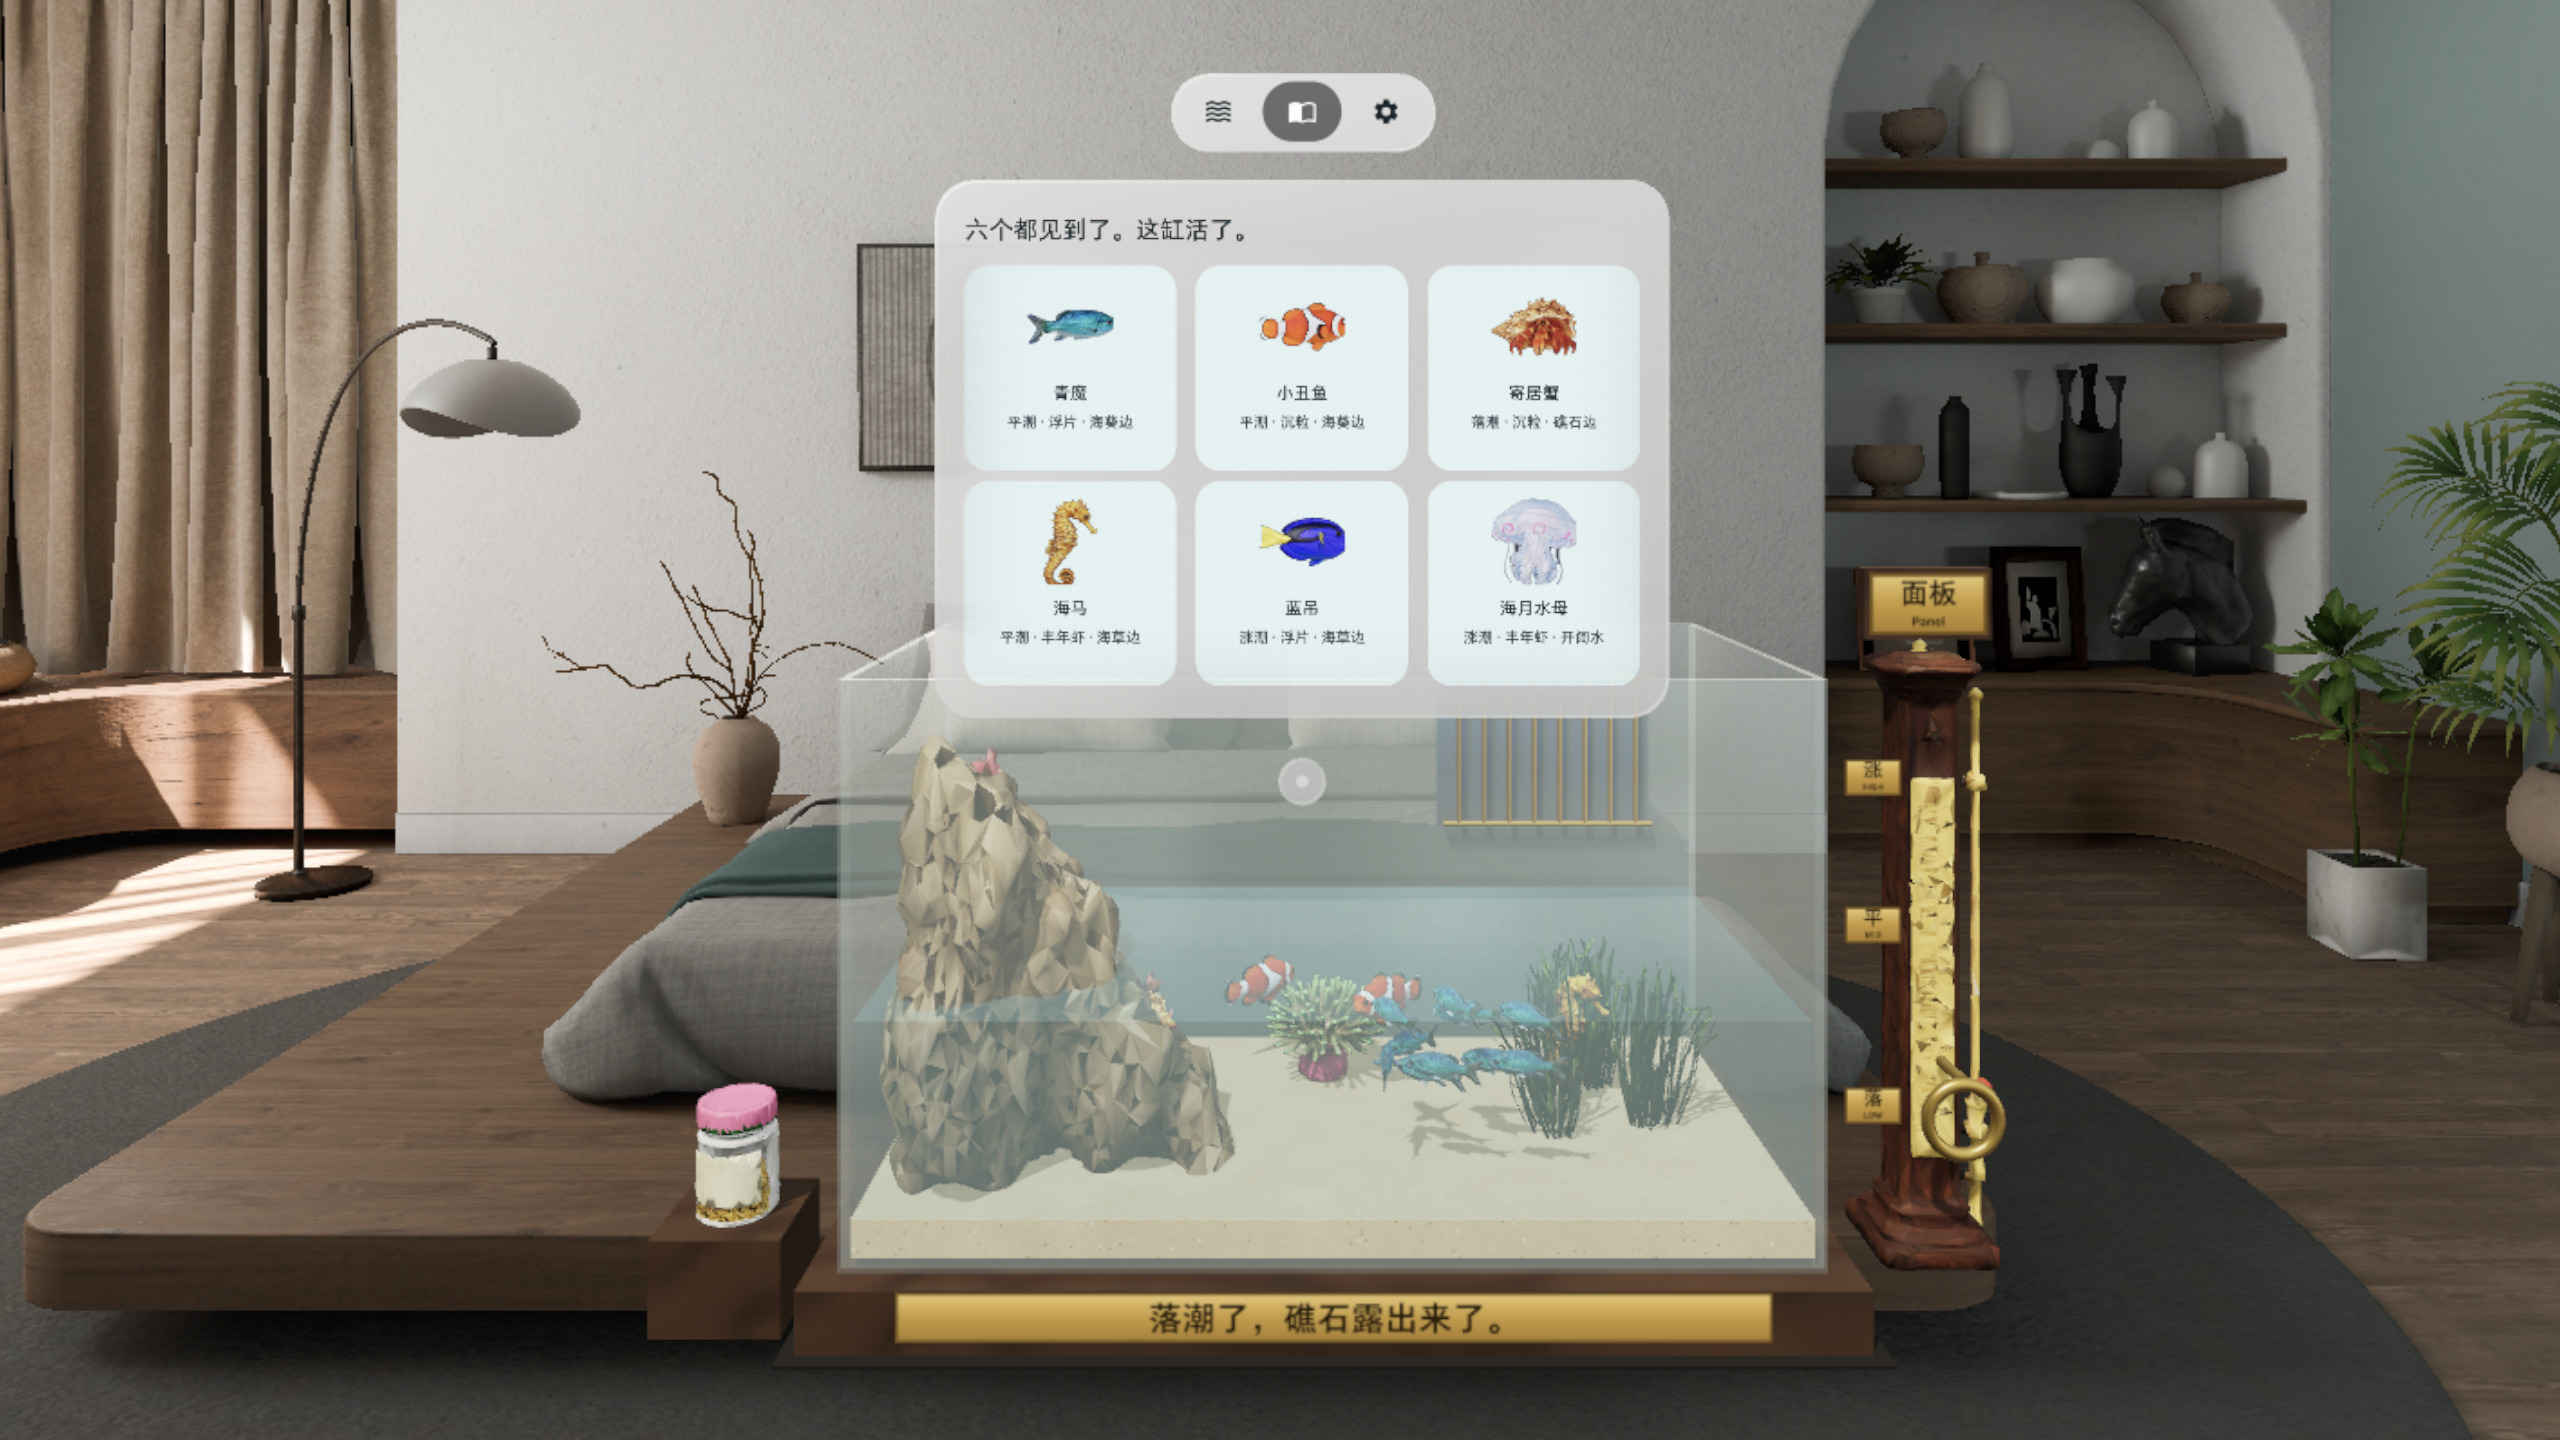 六个都见到了。这缸活了。
青魔
平潮·浮片·海葵边
小丑鱼
平潮·沉粒·海葵边
寄居蟹
落潮·沉粒·礁石边
海马
平潮·丰年虾·海草边
蓝吊
涨潮·浮片·海草边
海月水母
涨潮·丰年虾·开阔水
面板
Panel
涨
HIGH
平
MID
落
LOW
落潮了，礁石露出来了。